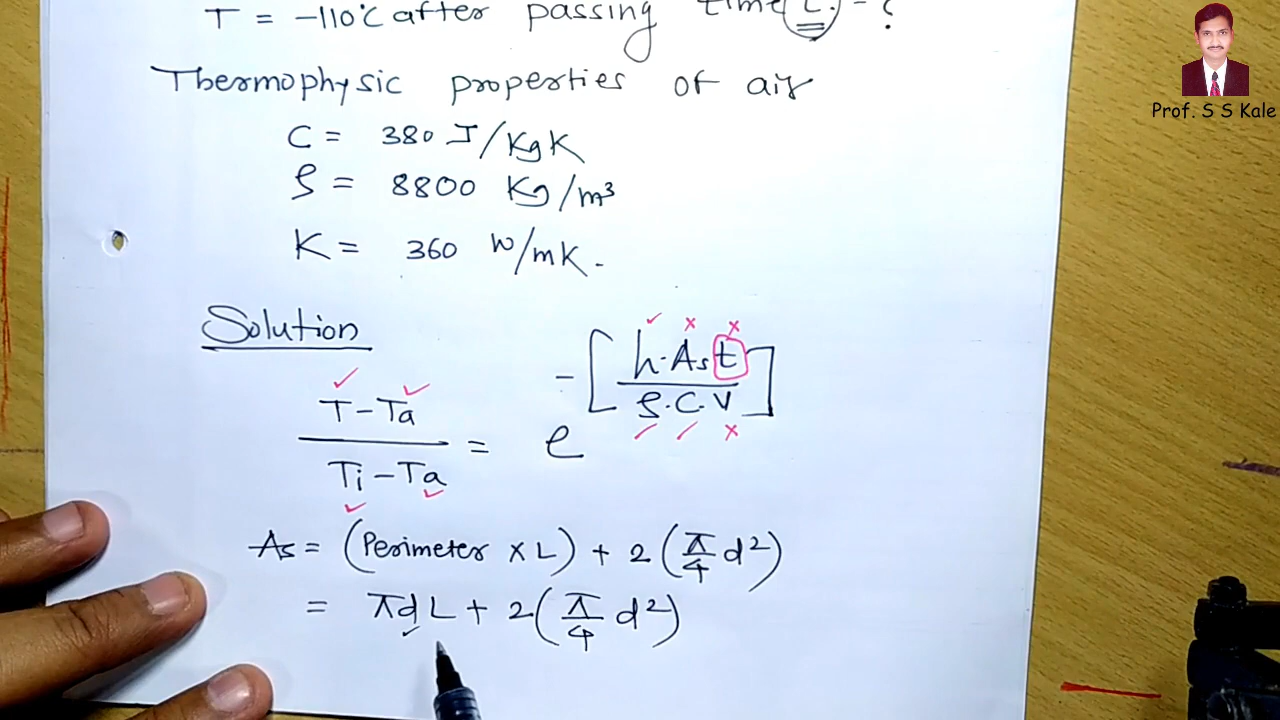 T = -110°C after passing time t. = ?
Thermophysic properties of air
C = 380 J/KgK
ρ = 8800 Kg/m³
K = 360 W/mK.
Solution
T-Ta / Ti-Ta = e -[h.As t / ρ.C.V]
As = (Perimeter x L) + 2(π/4 d²)
= πdL + 2(π/4 d²)
Prof. S S Kale